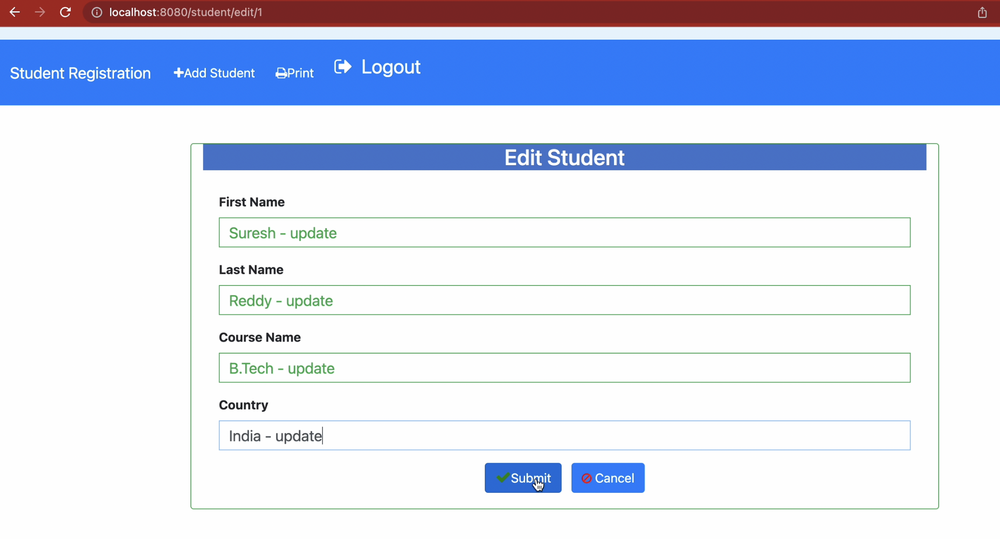 localhost:8080/student/edit/1
Student Registration Add Student Print Logout
Edit Student
First Name
Suresh - update
Last Name
Reddy - update
Course Name
B.Tech - update
Country
India - update
Submit Cancel